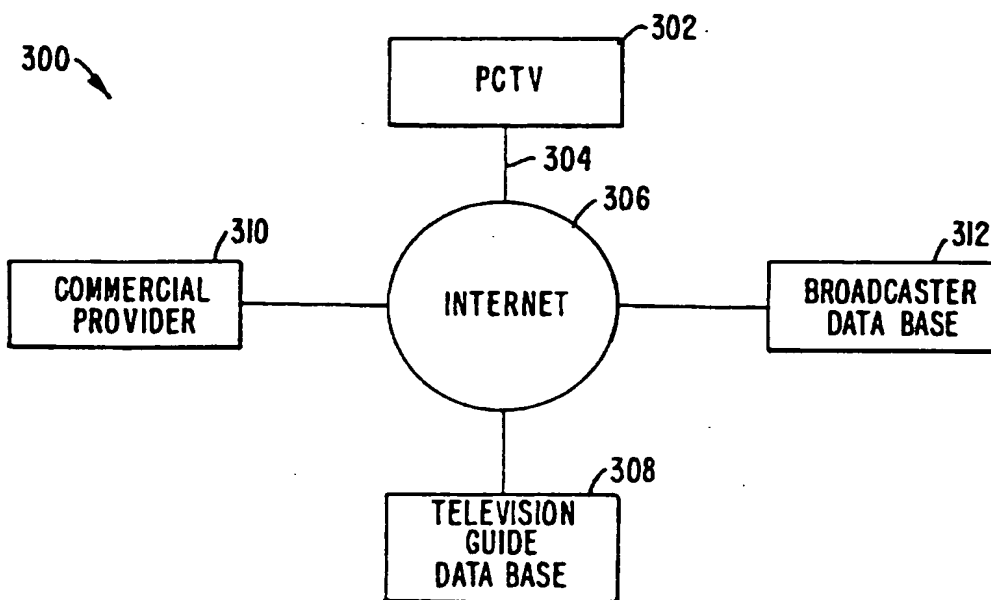 302
300
PCTV
304
306
310
312
COMMERCIAL
PROVIDER
INTERNET
BROADCASTER
DATA BASE
308
TELEVISION
GUIDE
DATA BASE